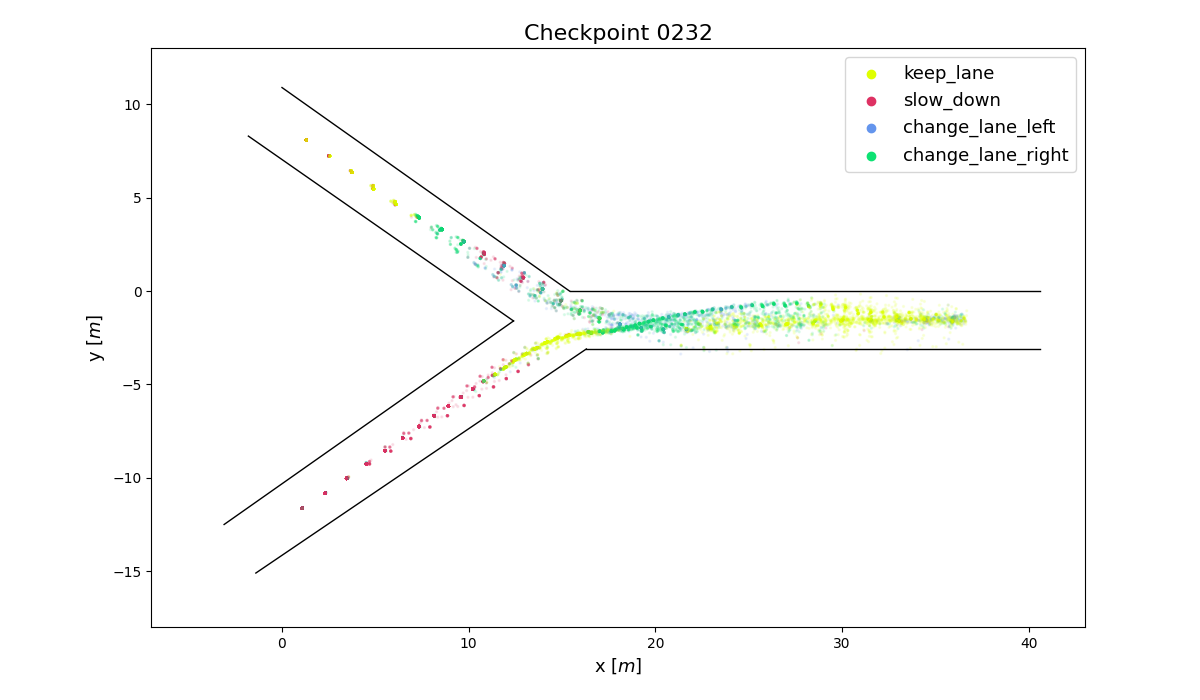 Checkpoint 0232
keep_lane
slow_down
change_lane_left
change_lane_right
10
5
0
−5
−10
−15
y [m]
0
10
20
30
40
x [m]